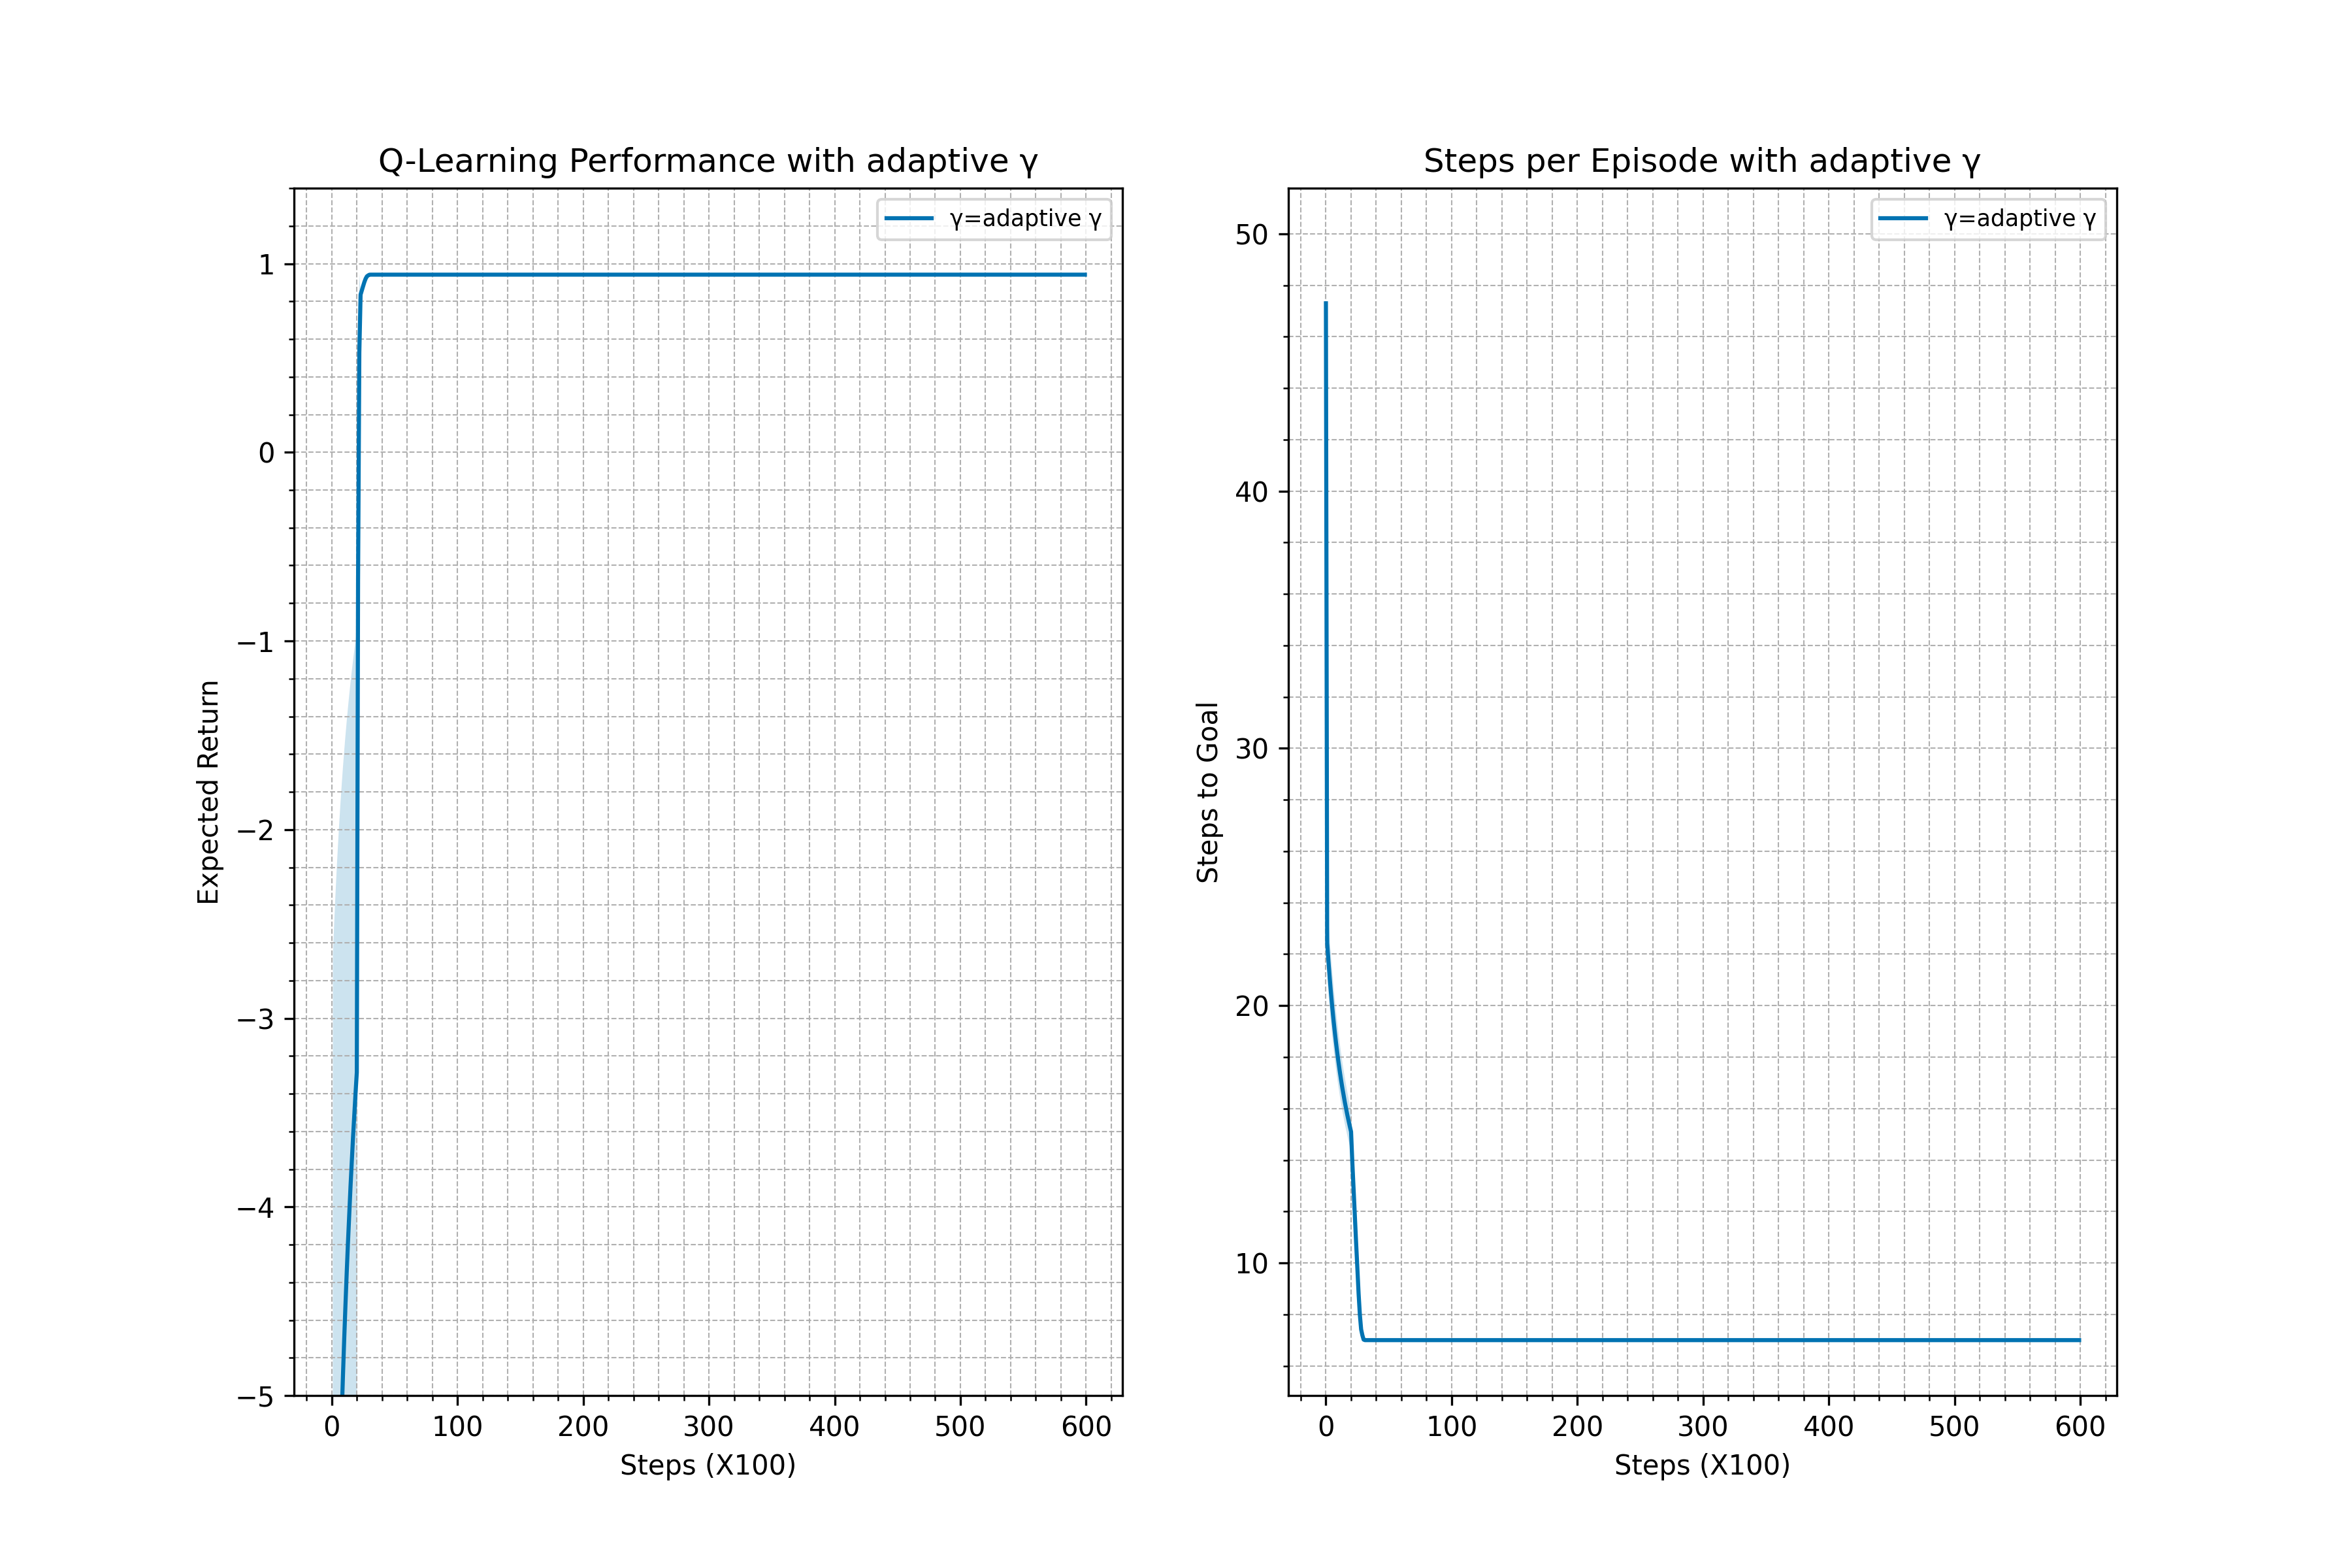 Q-Learning Performance with adaptive γ
γ=adaptive γ
1
0
−1
−2
−3
−4
−5
Expected Return
0 100 200 300 400 500 600
Steps (X100)
Steps per Episode with adaptive γ
γ=adaptive γ
50
40
30
20
10
Steps to Goal
0 100 200 300 400 500 600
Steps (X100)